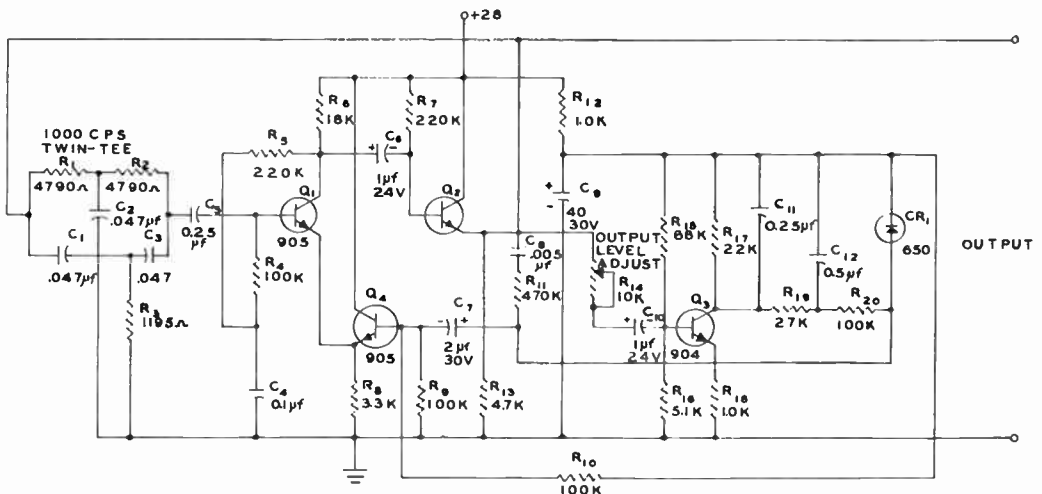 +28
1000 CPS
TWIN-TEE
R1
4790Ω
R2
4790Ω
C2
.047µf
C1
.047µf
C3
.047
R3
1195Ω
0.25
µf
R5
220K
R4
100K
C4
0.1µf
R6
18K
Q1
905
C6
+ -
1µf
24V
R7
220K
Q2
Q4
905
R8
3.3K
R9
100K
C7
- +
2µf
30V
R13
4.7K
R10
100K
R12
1.0K
+
-
C9
40
30V
C8
.005
µf
R11
470K
OUTPUT
LEVEL
ADJUST
R14
10K
C10
+ -
1µf
24V
R15
68K
R17
22K
Q3
904
R16
5.1K
R18
1.0K
C11
0.25µf
C12
0.5µf
R19
27K
R20
100K
CR1
650
OUTPUT